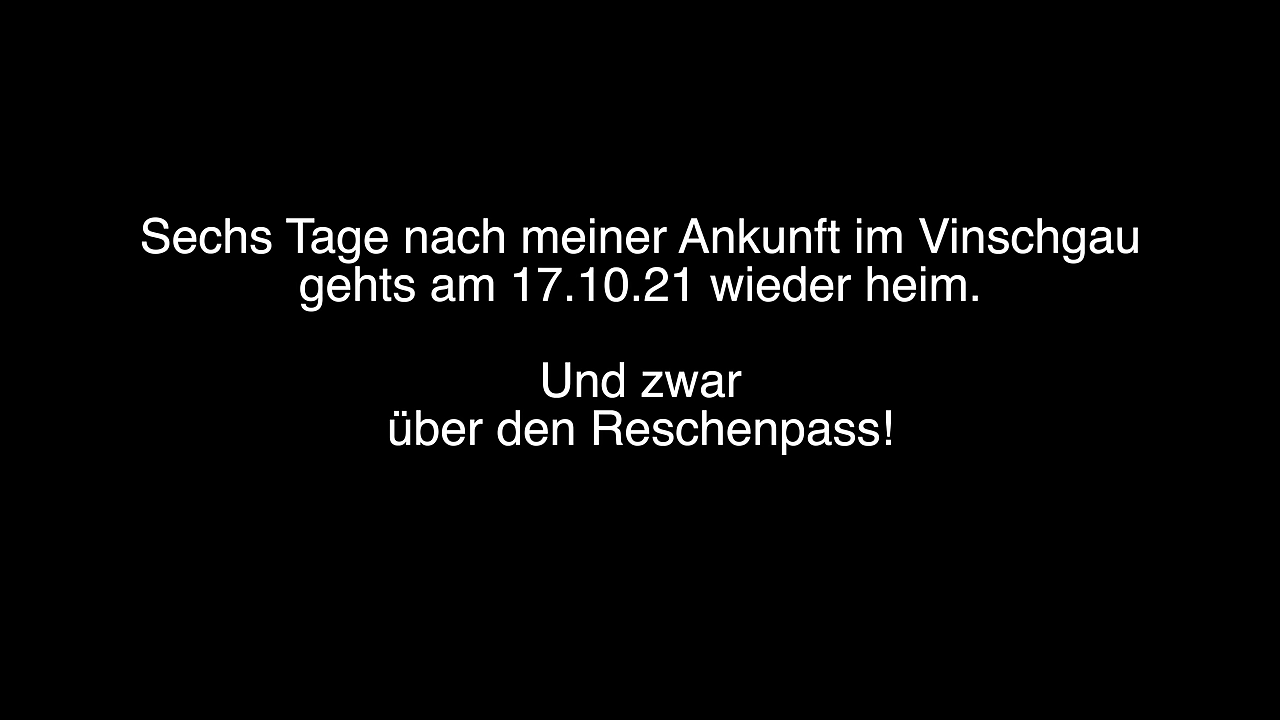 Sechs Tage nach meiner Ankunft im Vinschgau
gehts am 17.10.21 wieder heim.
Und zwar
über den Reschenpass!